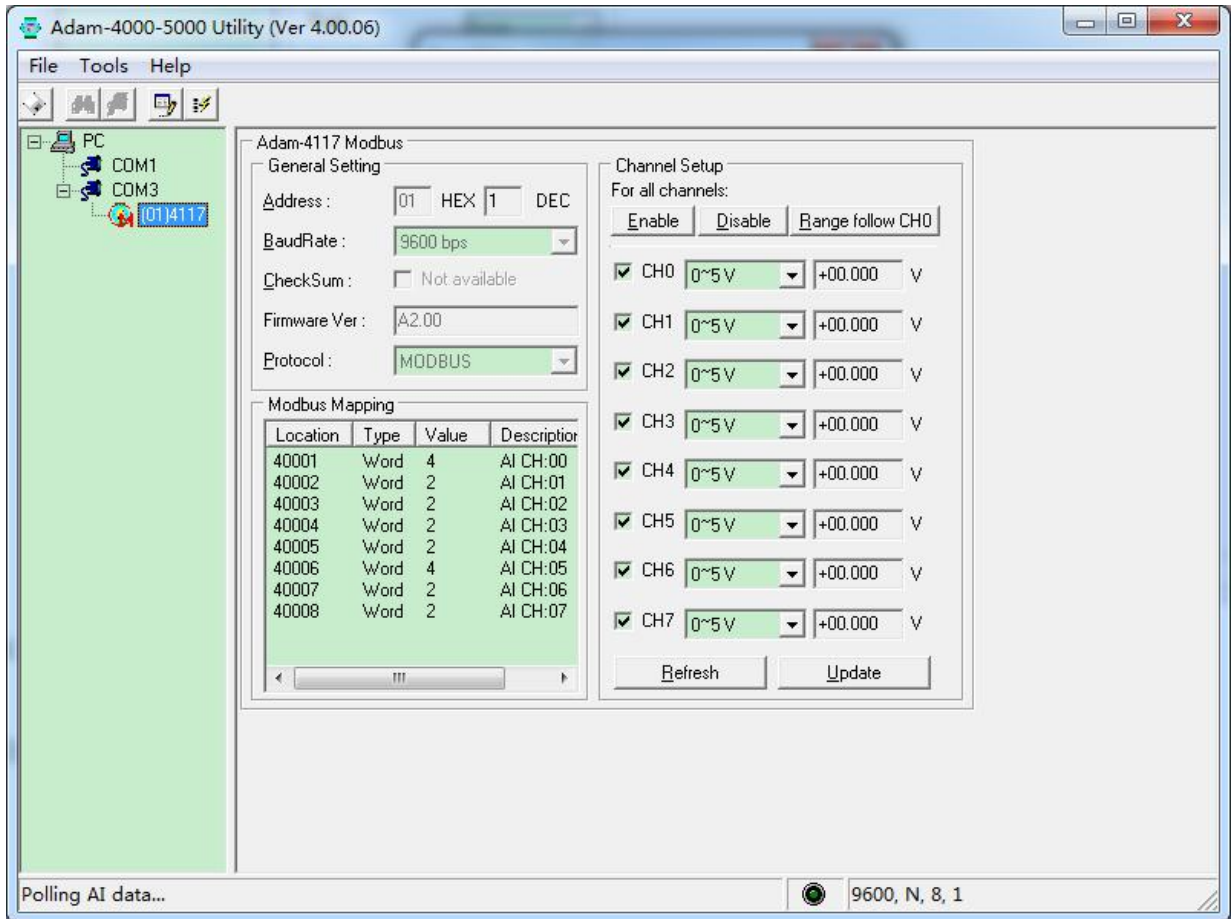 Adam-4000-5000 Utility (Ver 4.00.06)
File Tools Help
PC
COM1
COM3
(01)4117
Adam-4117 Modbus
General Setting
Address : 01 HEX 1 DEC
BaudRate : 9600 bps
CheckSum : Not available
Firmware Ver : A2.00
Protocol : MODBUS
Modbus Mapping
Location Type Value Description
40001 Word 4 AI CH:00
40002 Word 2 AI CH:01
40003 Word 2 AI CH:02
40004 Word 2 AI CH:03
40005 Word 2 AI CH:04
40006 Word 4 AI CH:05
40007 Word 2 AI CH:06
40008 Word 2 AI CH:07
Channel Setup
For all channels:
Enable Disable Range follow CH0
CH0 0~5 V +00.000 V
CH1 0~5 V +00.000 V
CH2 0~5 V +00.000 V
CH3 0~5 V +00.000 V
CH4 0~5 V +00.000 V
CH5 0~5 V +00.000 V
CH6 0~5 V +00.000 V
CH7 0~5 V +00.000 V
Refresh Update
Polling AI data... 9600, N, 8, 1